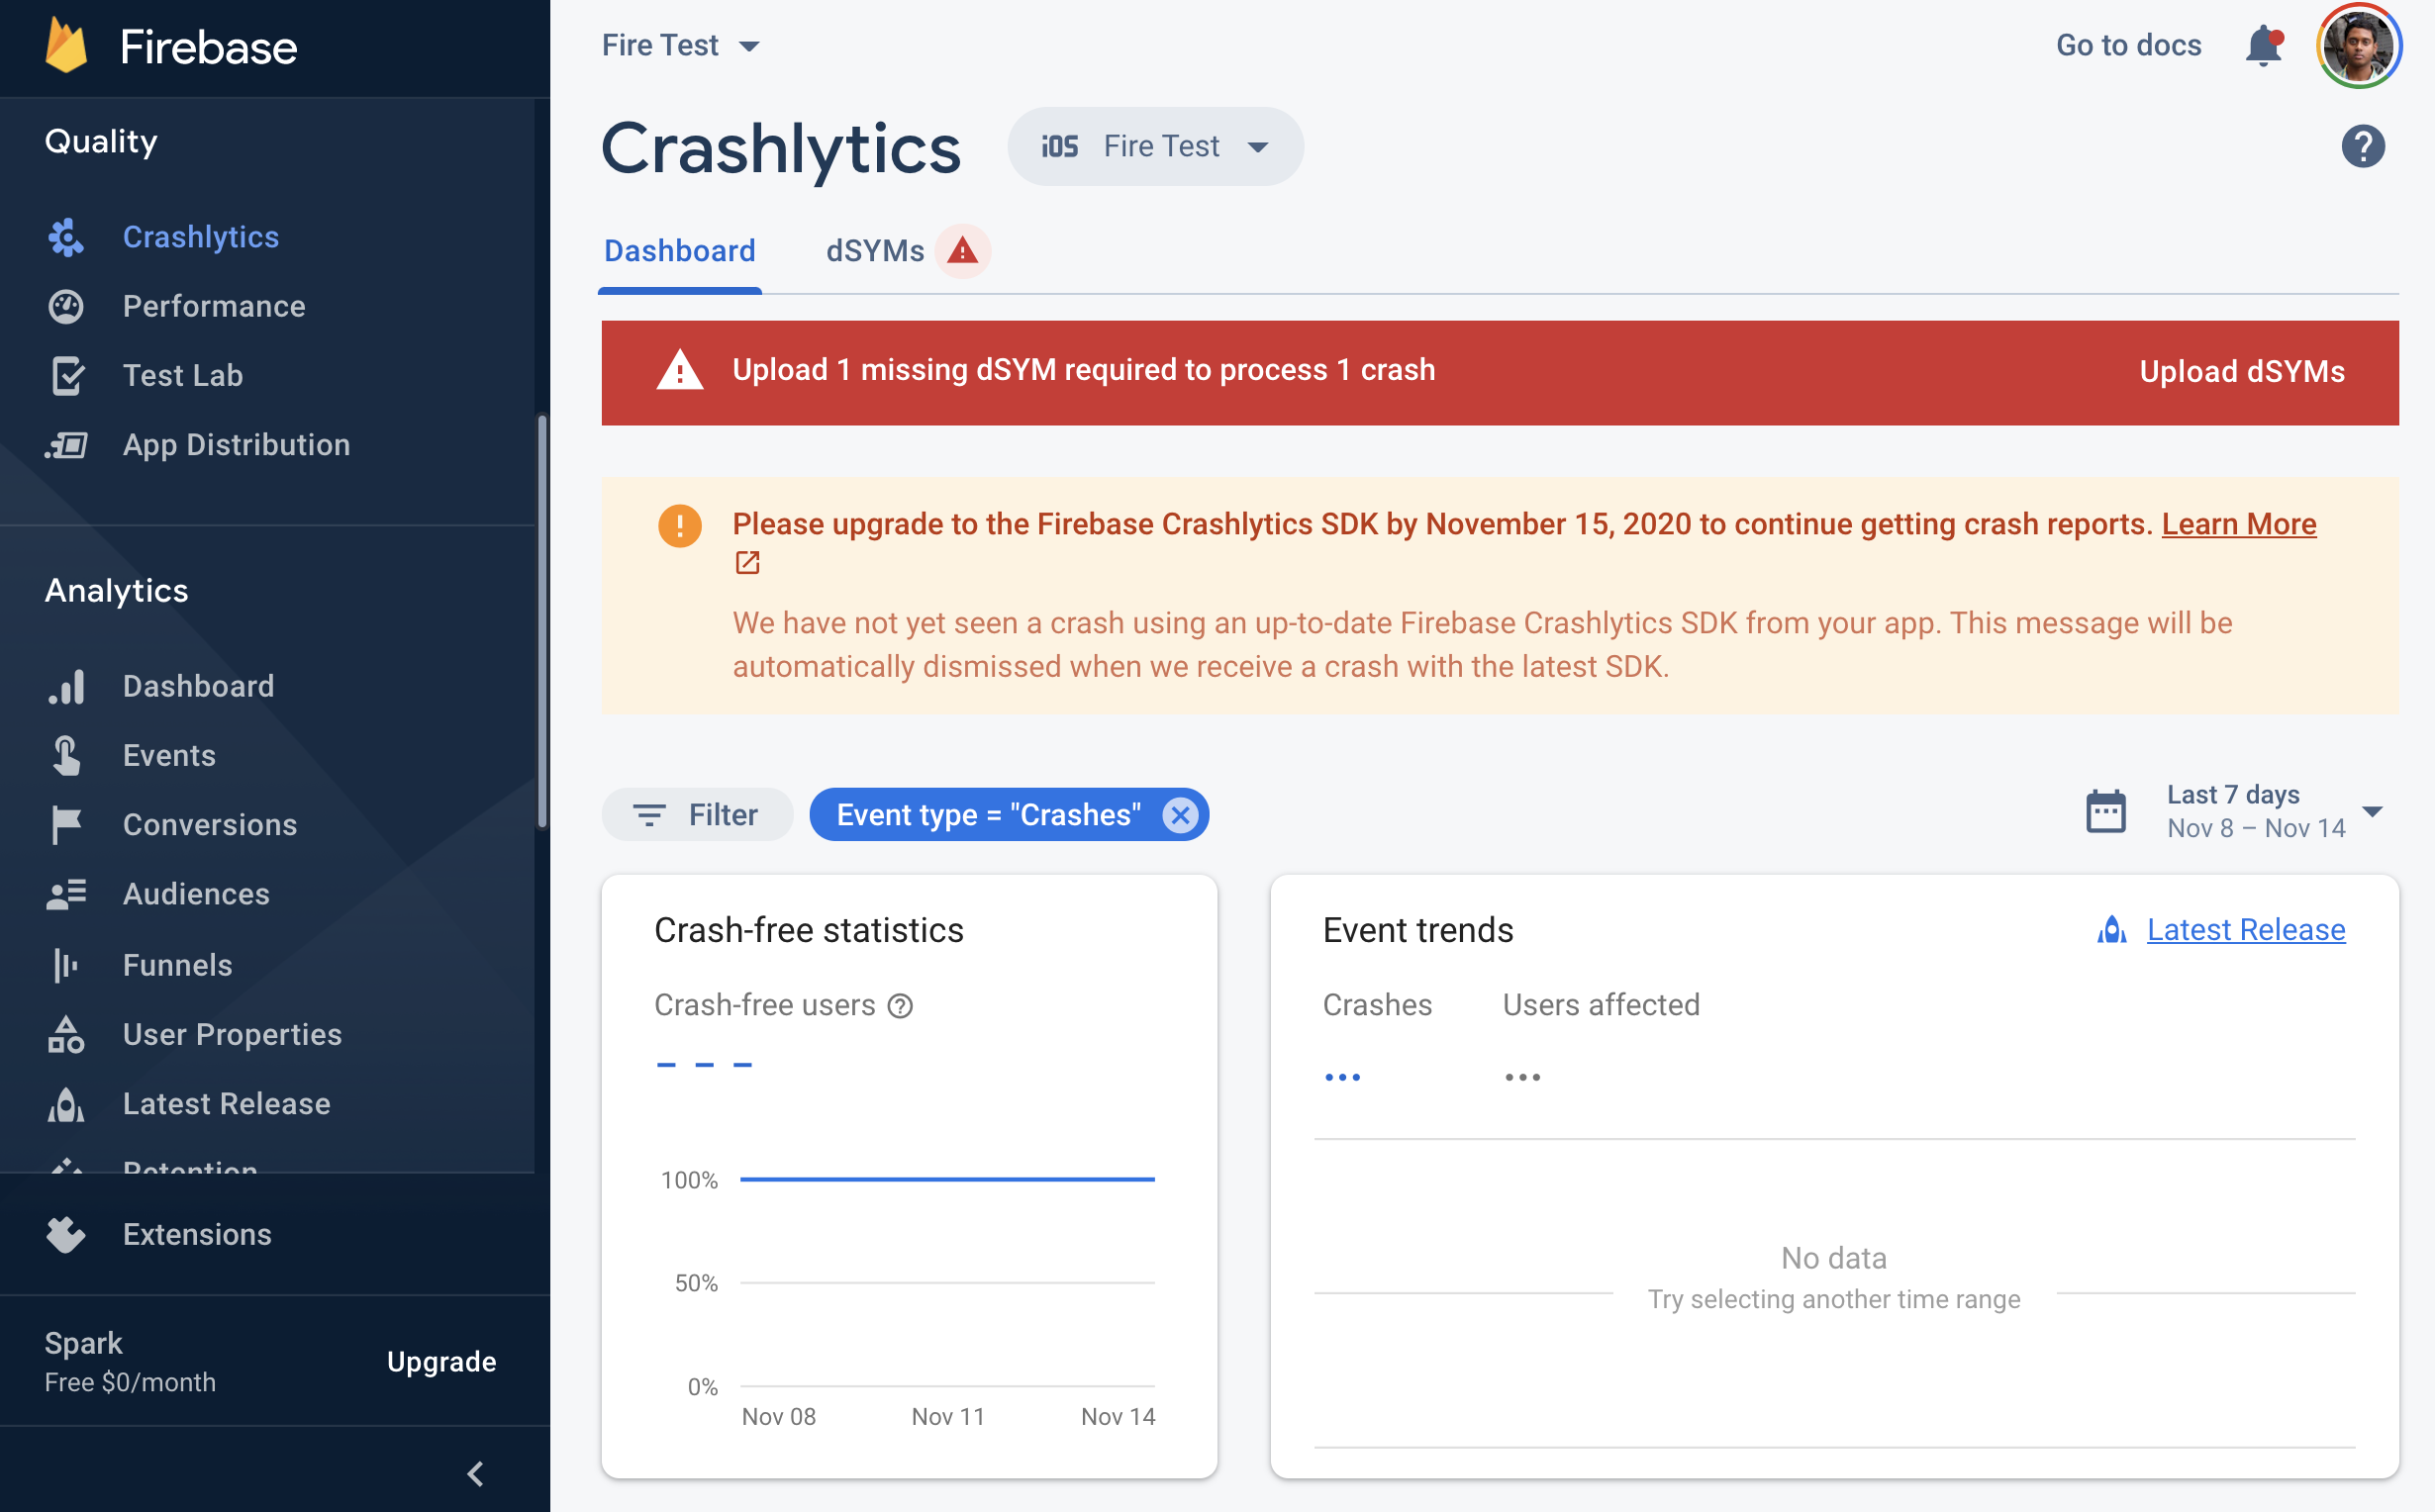 Firebase
Quality
Crashlytics
Performance
Test Lab
App Distribution
Analytics
Dashboard
Events
Conversions
Audiences
Funnels
User Properties
Latest Release
Retention
Extensions
Spark
Free $0/month
Upgrade
Fire Test
Go to docs
Crashlytics
iOS Fire Test
Dashboard
dSYMs
Upload 1 missing dSYM required to process 1 crash
Upload dSYMs
Please upgrade to the Firebase Crashlytics SDK by November 15, 2020 to continue getting crash reports. Learn More
We have not yet seen a crash using an up-to-date Firebase Crashlytics SDK from your app. This message will be
automatically dismissed when we receive a crash with the latest SDK.
Filter
Event type = "Crashes"
Last 7 days
Nov 8 – Nov 14
Crash-free statistics
Crash-free users
100%
50%
0%
Nov 08
Nov 11
Nov 14
Event trends
Latest Release
Crashes
Users affected
No data
Try selecting another time range